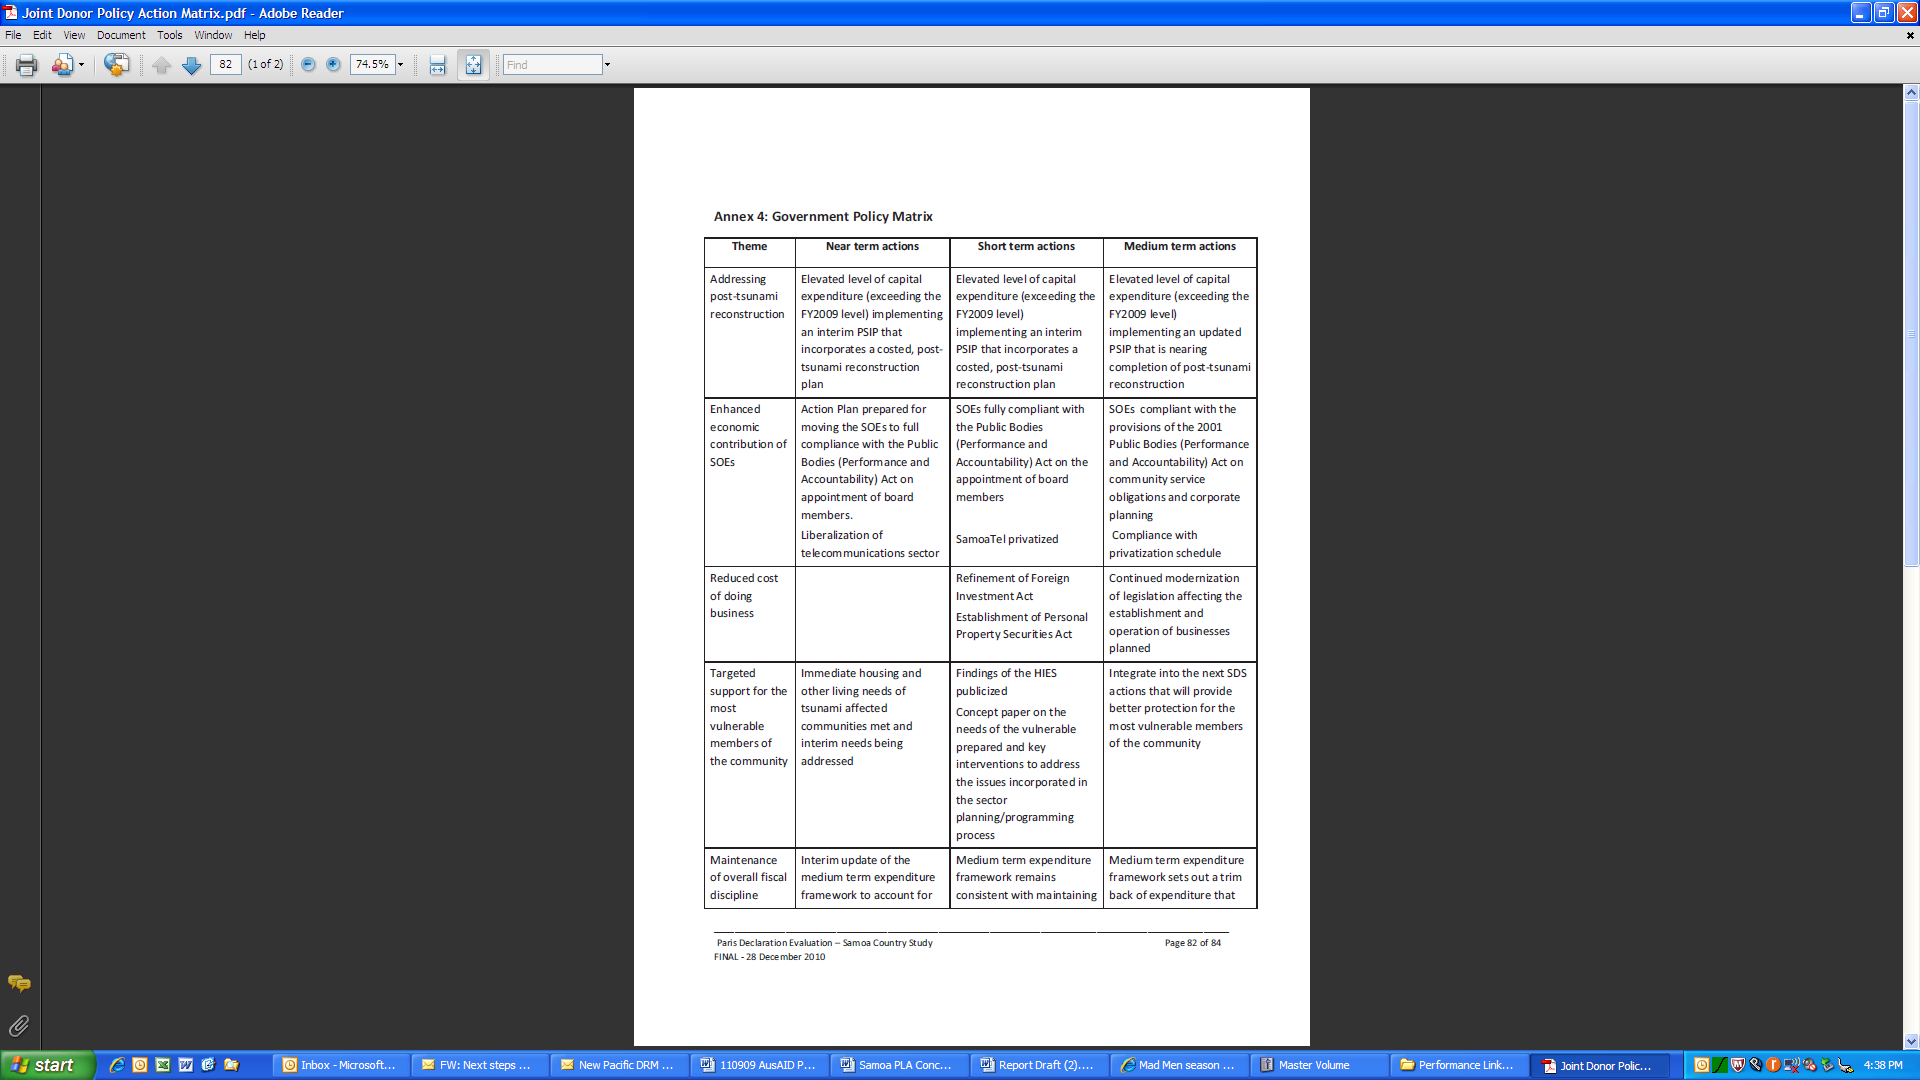 Joint Donor Policy Action Matrix.pdf - Adobe Reader
File Edit View Document Tools Window Help
82 (1 of 2) 74.5% Find
Annex 4: Government Policy Matrix
Theme Near term actions Short term actions Medium term actions
Addressing
post-tsunami
reconstruction
Elevated level of capital
expenditure (exceeding the
FY2009 level) implementing
an interim PSIP that
incorporates a costed, post-
tsunami reconstruction
plan
Elevated level of capital
expenditure (exceeding the
FY2009 level)
implementing an interim
PSIP that incorporates a
costed, post-tsunami
reconstruction plan
Elevated level of capital
expenditure (exceeding the
FY2009 level)
implementing an updated
PSIP that is nearing
completion of post-tsunami
reconstruction
Enhanced
economic
contribution of
SOEs
Action Plan prepared for
moving the SOEs to full
compliance with the Public
Bodies (Performance and
Accountability) Act on
appointment of board
members.
Liberalization of
telecommunications sector
SOEs fully compliant with
the Public Bodies
(Performance and
Accountability) Act on the
appointment of board
members
SamoaTel privatized
SOEs compliant with the
provisions of the 2001
Public Bodies (Performance
and Accountability) Act on
community service
obligations and corporate
planning
Compliance with
privatization schedule
Reduced cost
of doing
business
Refinement of Foreign
Investment Act
Establishment of Personal
Property Securities Act
Continued modernization
of legislation affecting the
establishment and
operation of businesses
planned
Targeted
support for the
most
vulnerable
members of
the community
Immediate housing and
other living needs of
tsunami affected
communities met and
interim needs being
addressed
Findings of the HIES
publicized
Concept paper on the
needs of the vulnerable
prepared and key
interventions to address
the issues incorporated in
the sector
planning/programming
process
Integrate into the next SDS
actions that will provide
better protection for the
most vulnerable members
of the community
Maintenance
of overall fiscal
discipline
Interim update of the
medium term expenditure
framework to account for
Medium term expenditure
framework remains
consistent with maintaining
Medium term expenditure
framework sets out a trim
back of expenditure that
Paris Declaration Evaluation – Samoa Country Study Page 82 of 84
FINAL - 28 December 2010
start Inbox - Microsoft... FW: Next steps ... New Pacific DRM ... 110909 AusAID P... Samoa PLA Conc... Report Draft (2).... Mad Men season ... Master Volume Performance Link... Joint Donor Polic... 4:38 PM